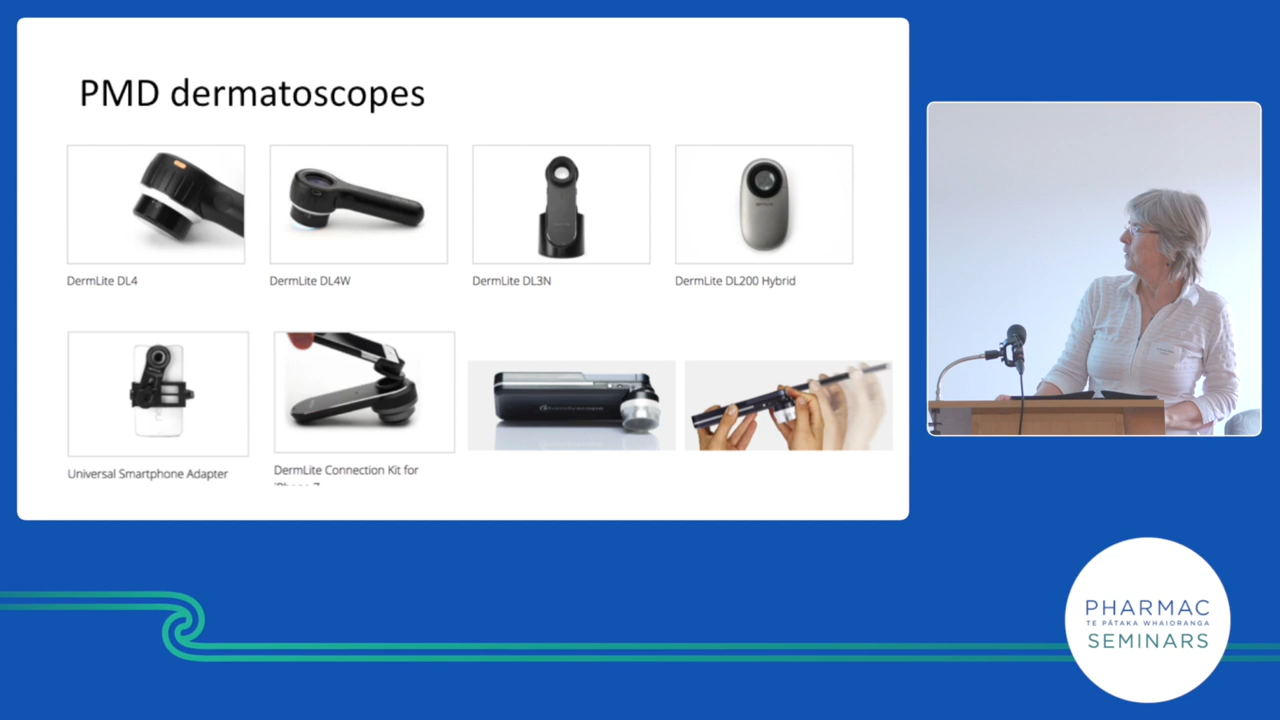 PMD dermatoscopes
DermLite DL4
DermLite DL4W
DermLite DL3N
DermLite DL200 Hybrid
Universal Smartphone Adapter
DermLite Connection Kit for
PHARMAC
TE PĀTAKA WHAIORANGA
SEMINARS